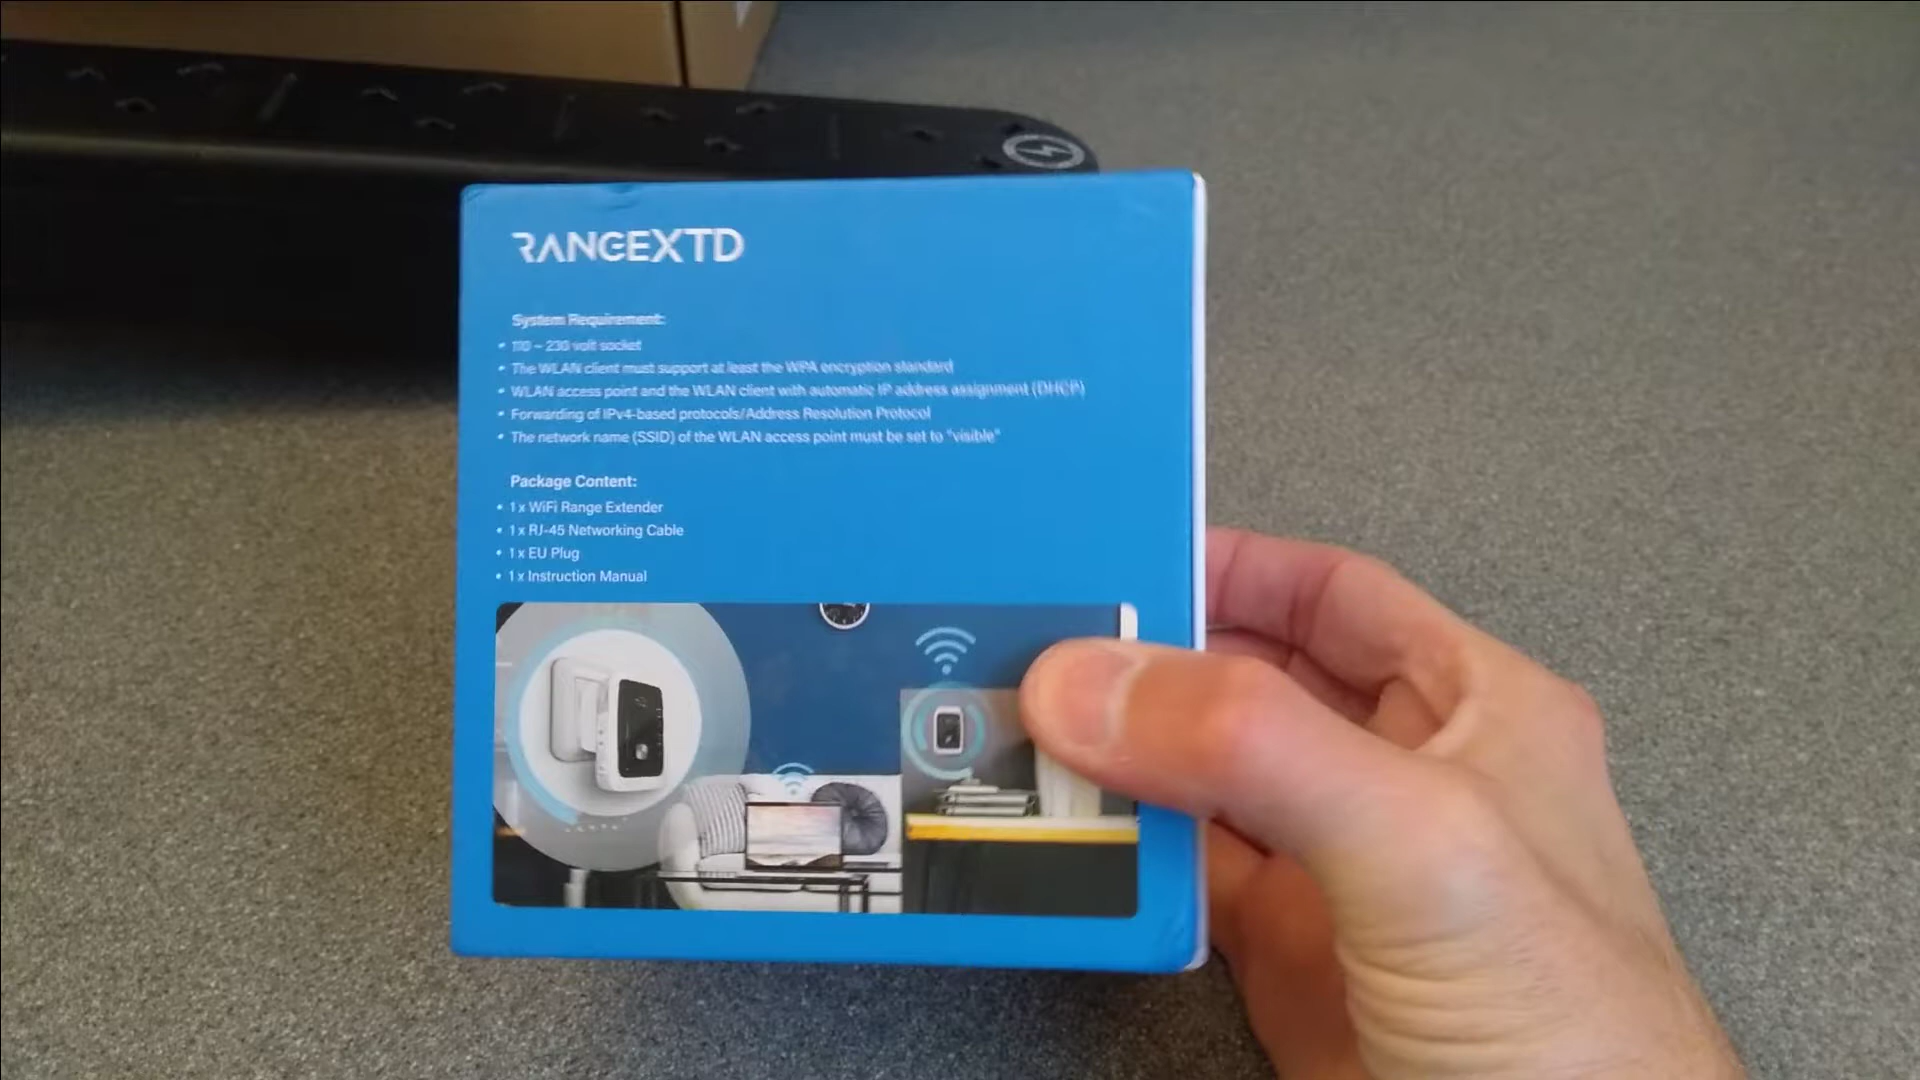 RANGEXTD
System Requirement:
• 110 ~ 230 volt socket
• The WLAN client must support at least the WPA encryption standard
• WLAN access point and the WLAN client with automatic IP address assignment (DHCP)
• Forwarding of IPv4-based protocols/Address Resolution Protocol
• The network name (SSID) of the WLAN access point must be set to "visible"
Package Content:
• 1 x WiFi Range Extender
• 1 x RJ-45 Networking Cable
• 1 x EU Plug
• 1 x Instruction Manual